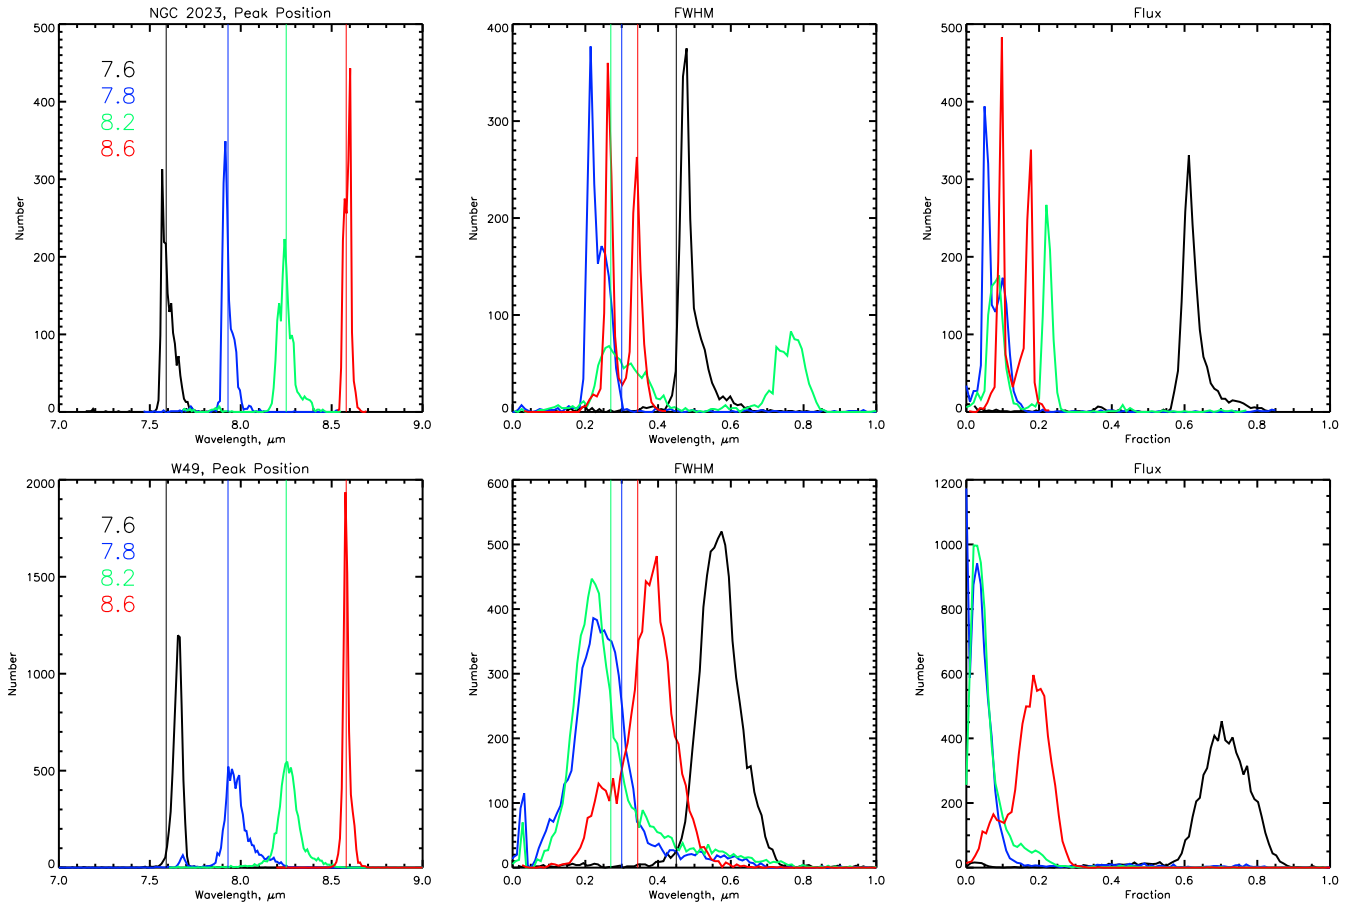 NGC 2023, Peak Position
500
400
300
200
100
0
Number
7.6
7.8
8.2
8.6
7.0 7.5 8.0 8.5 9.0
Wavelength, μm
FWHM
400
300
200
100
0
Number
0.0 0.2 0.4 0.6 0.8 1.0
Wavelength, μm
Flux
500
400
300
200
100
0
Number
0.0 0.2 0.4 0.6 0.8 1.0
Fraction
W49, Peak Position
2000
1500
1000
500
0
Number
7.6
7.8
8.2
8.6
7.0 7.5 8.0 8.5 9.0
Wavelength, μm
FWHM
600
500
400
300
200
100
0
Number
0.0 0.2 0.4 0.6 0.8 1.0
Wavelength, μm
Flux
1200
1000
800
600
400
200
0
Number
0.0 0.2 0.4 0.6 0.8 1.0
Fraction